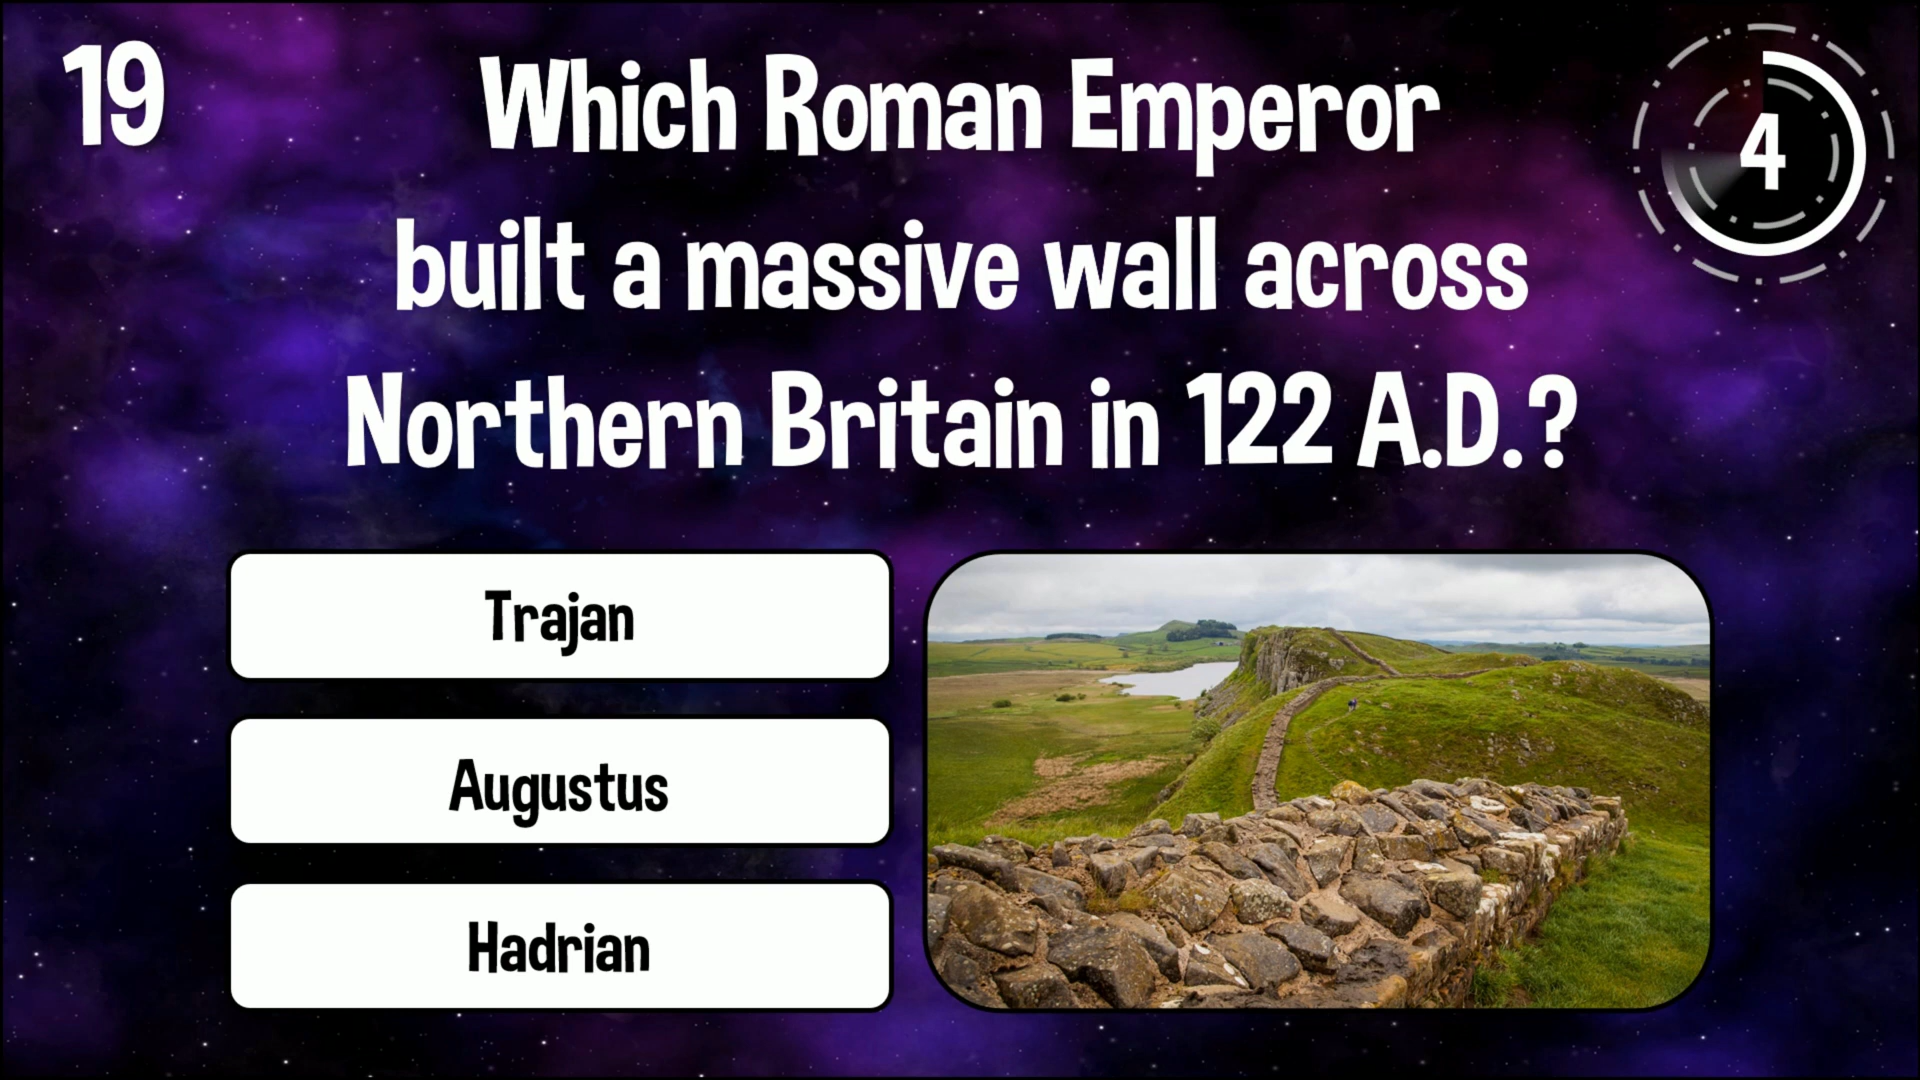 19
Which Roman Emperor
4
built a massive wall across
Northern Britain in 122 A.D.?
Trajan
Augustus
Hadrian